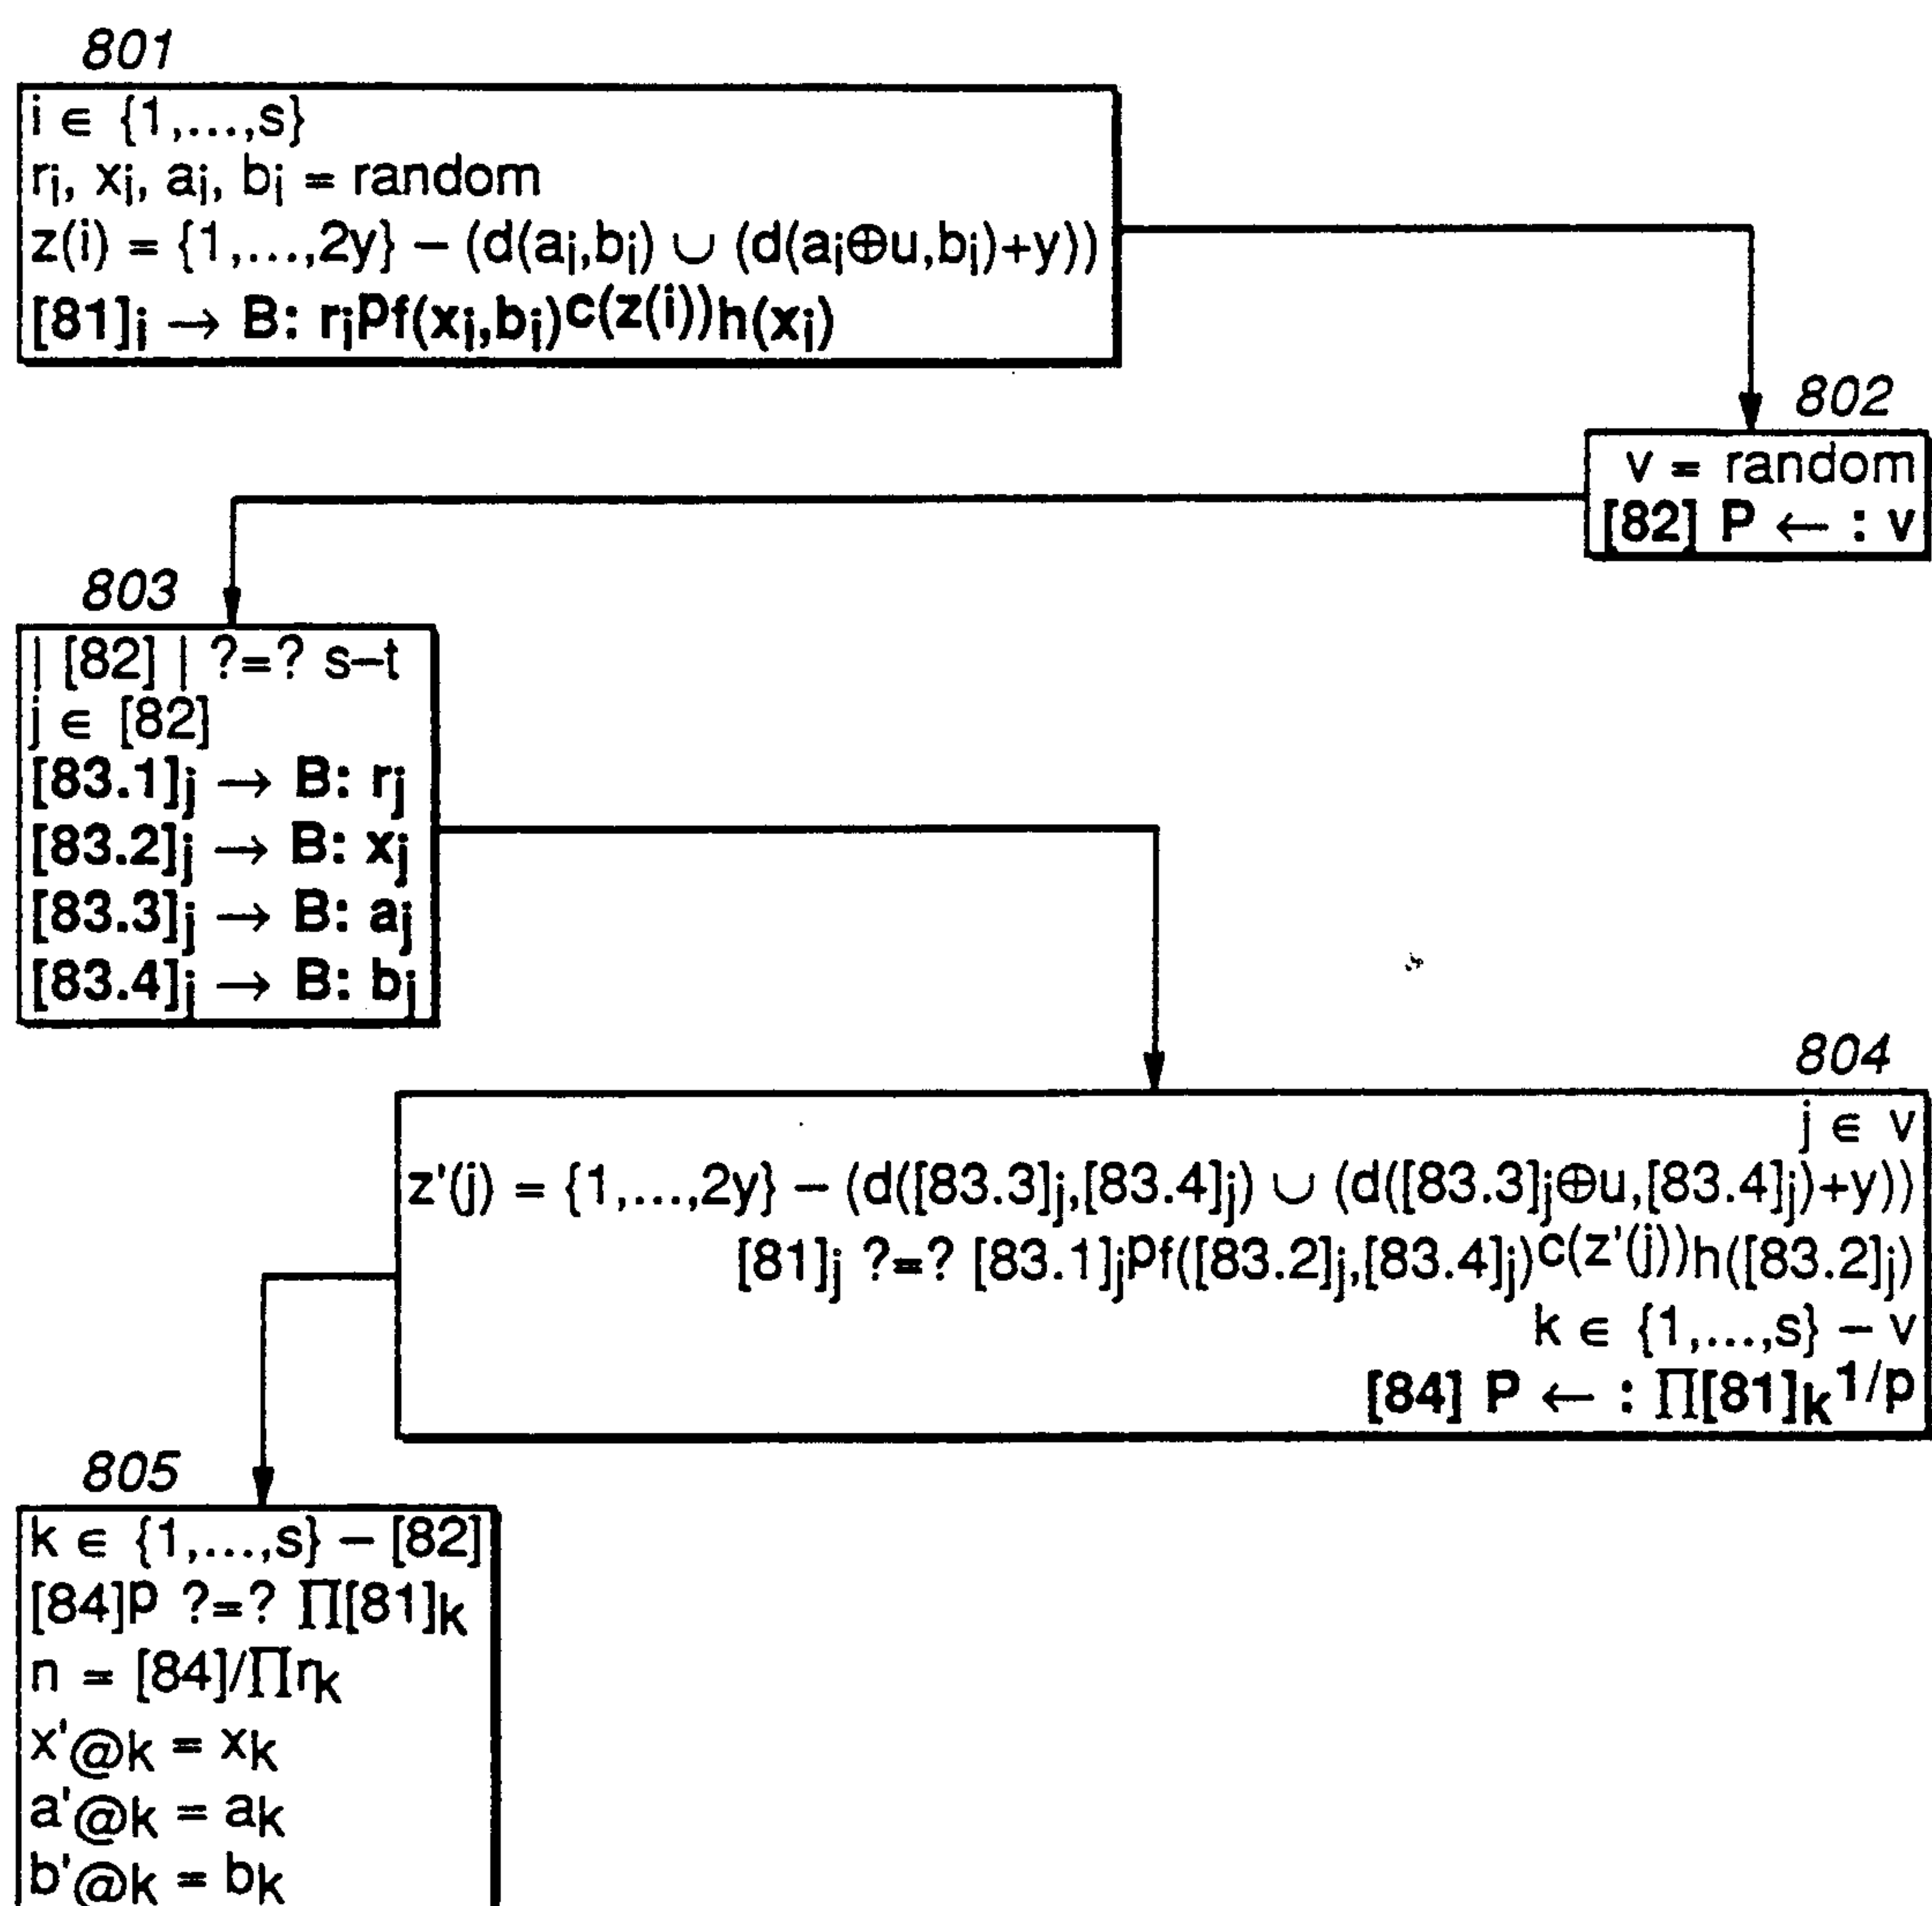 801
i ∈ {1,...,s}
rᵢ, xᵢ, aᵢ, bᵢ = random
z(i) = {1,...,2y} − (d(aᵢ,bᵢ) ∪ (d(aᵢ⊕u,bᵢ)+y))
[81]ᵢ → B: rᵢᵖf(xᵢ,bᵢ)ᶜ⁽ᶻ⁽ⁱ⁾⁾h(xᵢ)
802
v = random
[82] P ← : v
803
| [82] | ?=? s−t
j ∈ [82]
[83.1]ⱼ → B: rⱼ
[83.2]ⱼ → B: xⱼ
[83.3]ⱼ → B: aⱼ
[83.4]ⱼ → B: bⱼ
804
j ∈ v
z'(j) = {1,...,2y} − (d([83.3]ⱼ,[83.4]ⱼ) ∪ (d([83.3]ⱼ⊕u,[83.4]ⱼ)+y))
[81]ⱼ ?=? [83.1]ⱼᵖf([83.2]ⱼ,[83.4]ⱼ)ᶜ⁽ᶻ'⁽ʲ⁾⁾h([83.2]ⱼ)
k ∈ {1,...,s} − v
[84] P ← : ∏[81]ₖ¹/ᵖ
805
k ∈ {1,...,s} − [82]
[84]ᵖ ?=? ∏[81]ₖ
n = [84]/∏rₖ
x'@k = xₖ
a'@k = aₖ
b'@k = bₖ